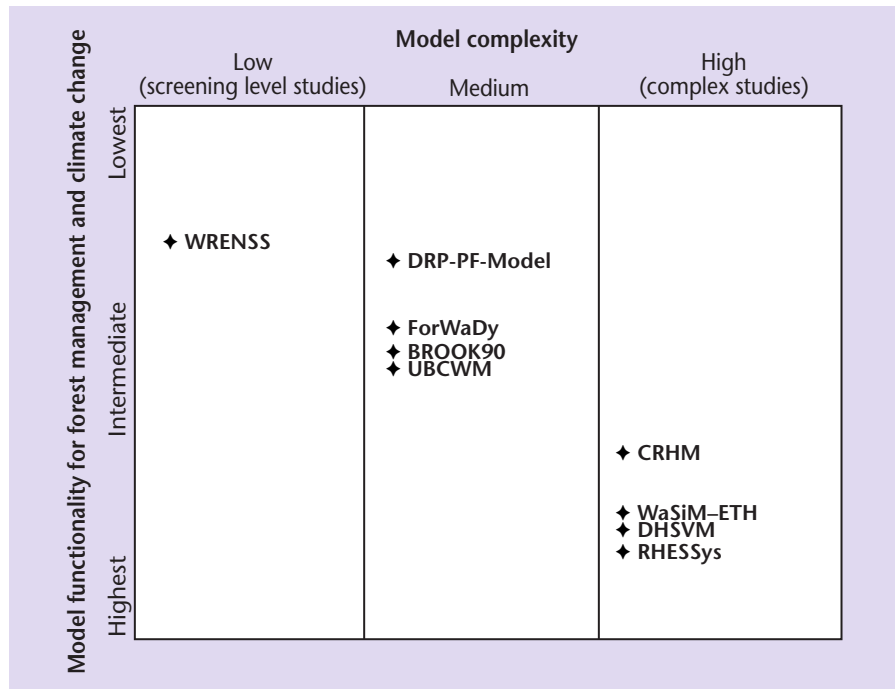 Model complexity
Low
(screening level studies)
Medium
High
(complex studies)
Model functionality for forest management and climate change
Lowest
Intermediate
Highest
WRENSS
DRP-PF-Model
ForWaDy
BROOK90
UBCWM
CRHM
WaSiM–ETH
DHSVM
RHESSys